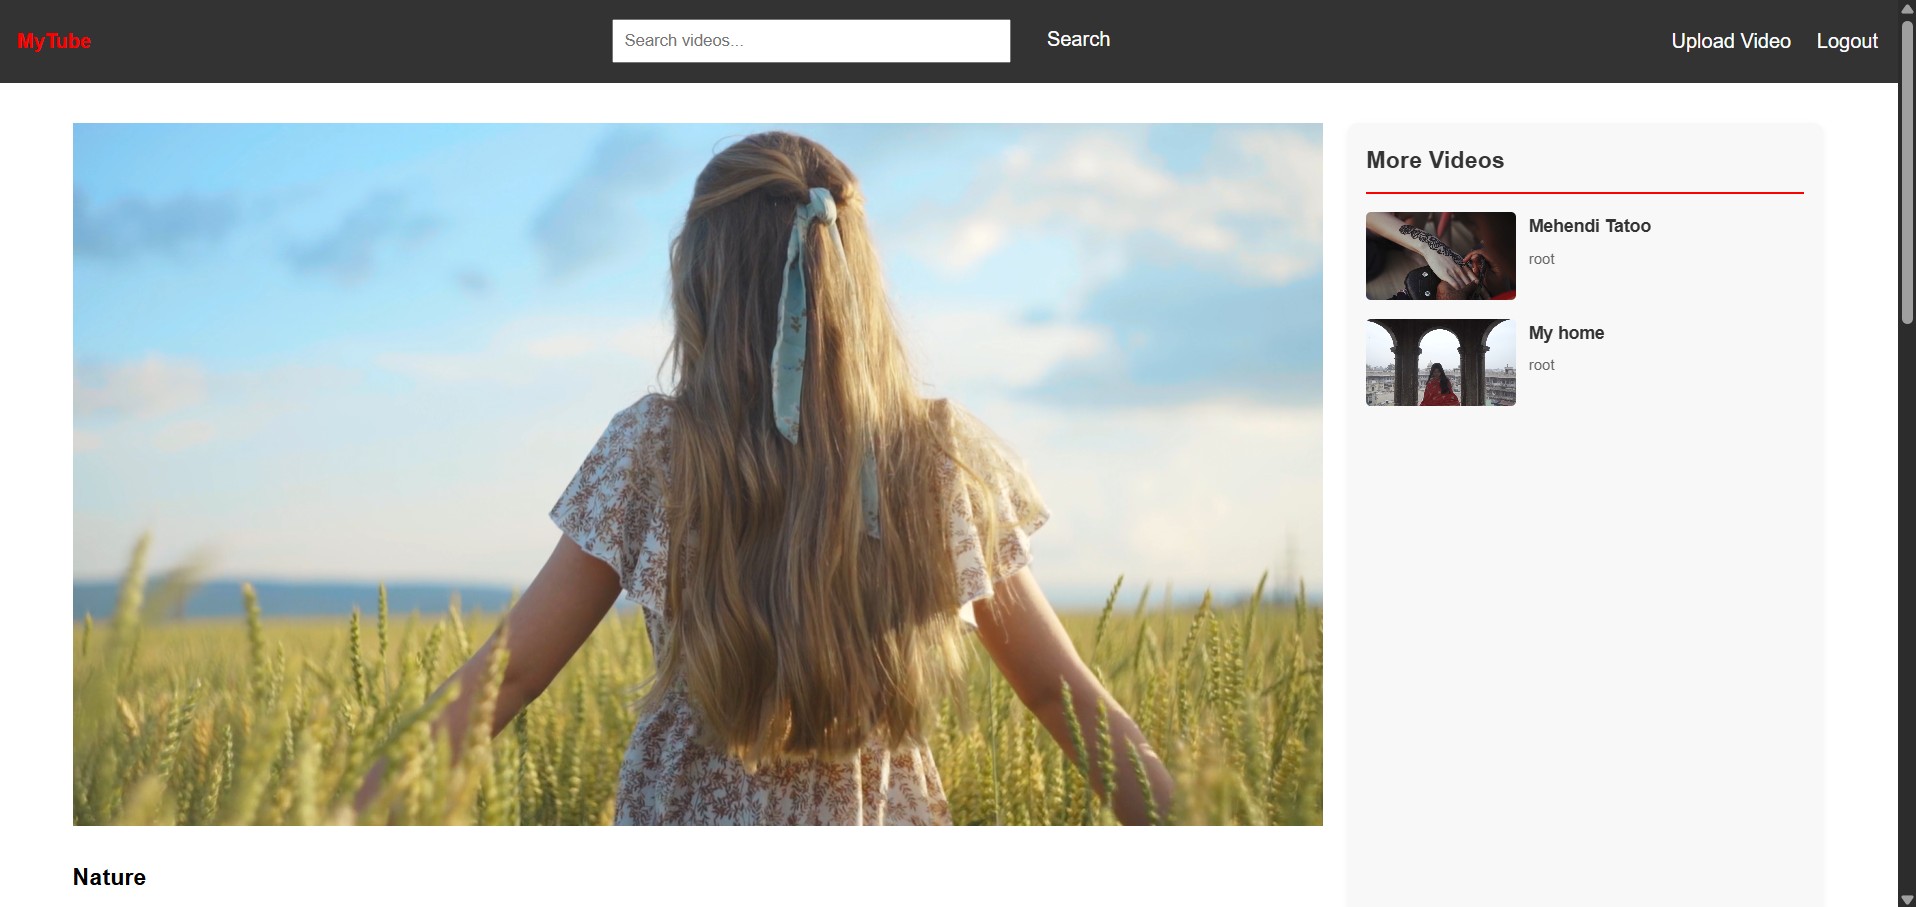 MyTube
Search videos...
Search
Upload Video
Logout
More Videos
Mehendi Tatoo
root
My home
root
Nature